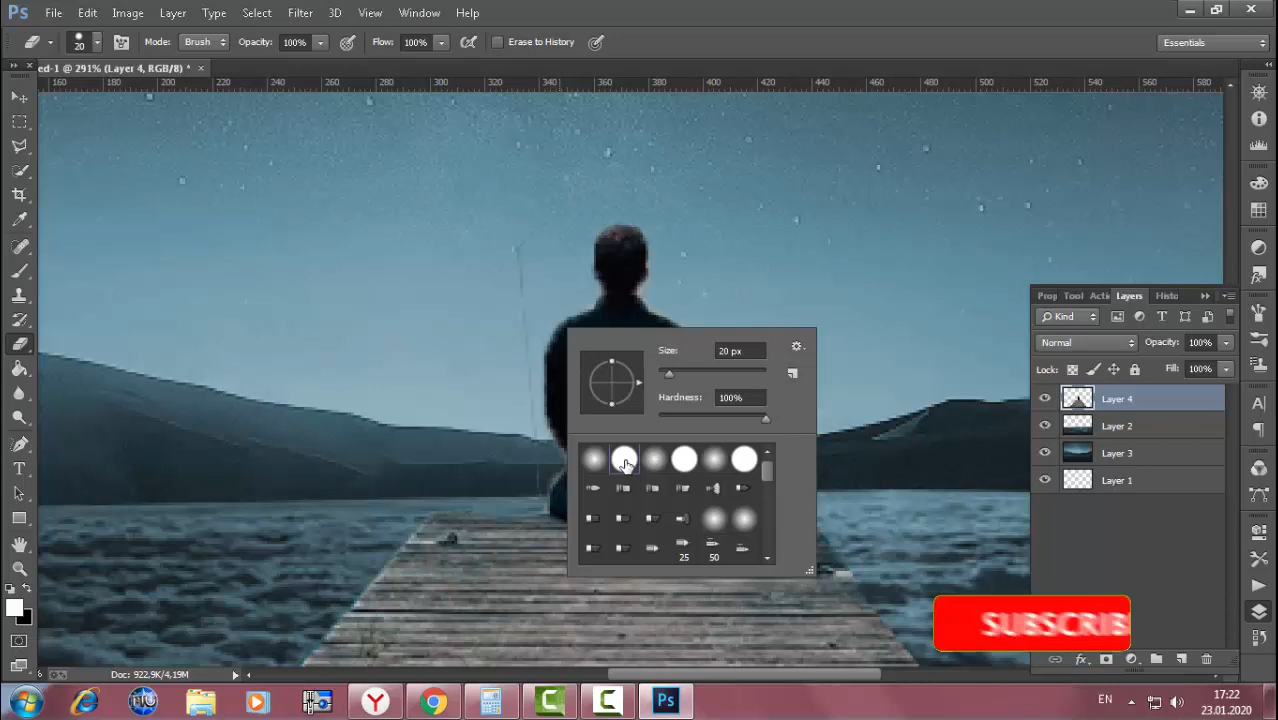 Ps File Edit Image Layer Type Select Filter 3D View Window Help
20 Mode: Brush Opacity: 100% Flow: 100% Erase to History Essentials
ed-1 @ 291% (Layer 4, RGB/8) * ×
160 200 220 240 260 280 300 320 340 360 380 400 420 440 460 480 500 520 540 560 580
Size: 20 px
Hardness: 100%
25 50
Prop Tool Acti Layers Histo
Kind
Normal Opacity: 100%
Lock: Fill: 100%
Layer 4
Layer 2
Layer 3
Layer 1
SUBSCRIB
Doc: 922,9K/4,19M
Ps EN 17:22
23.01.2020